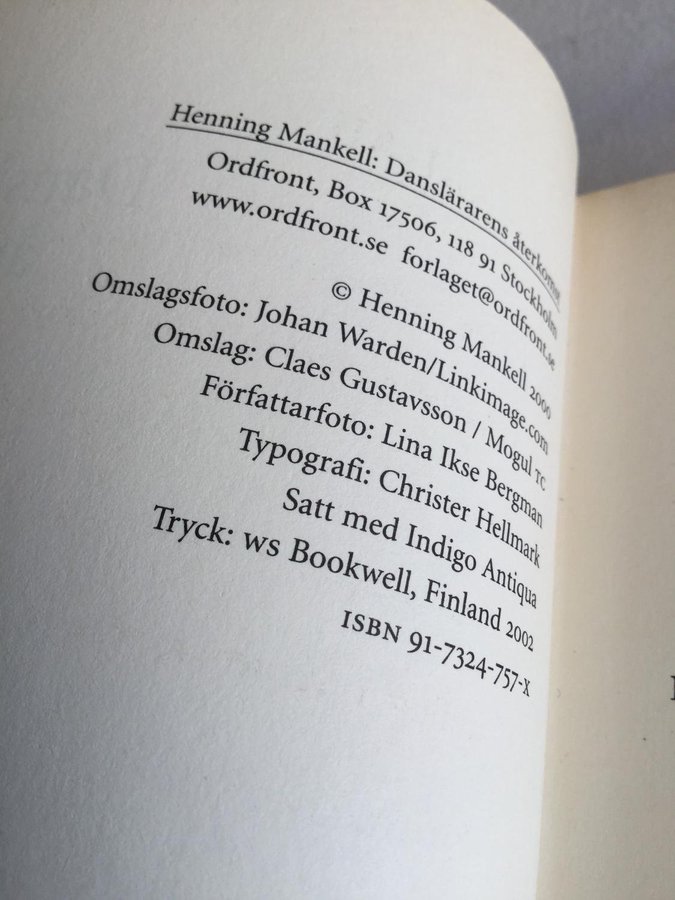 Henning Mankell: Danslärarens återkomst
Ordfront, Box 17506, 118 91 Stockholm
www.ordfront.se forlaget@ordfront.se
© Henning Mankell 2000
Omslagsfoto: Johan Warden/Linkimage.com
Omslag: Claes Gustavsson / Mogul TC
Författarfoto: Lina Ikse Bergman
Typografi: Christer Hellmark
Satt med Indigo Antiqua
Tryck: WS Bookwell, Finland 2002
ISBN 91-7324-757-X